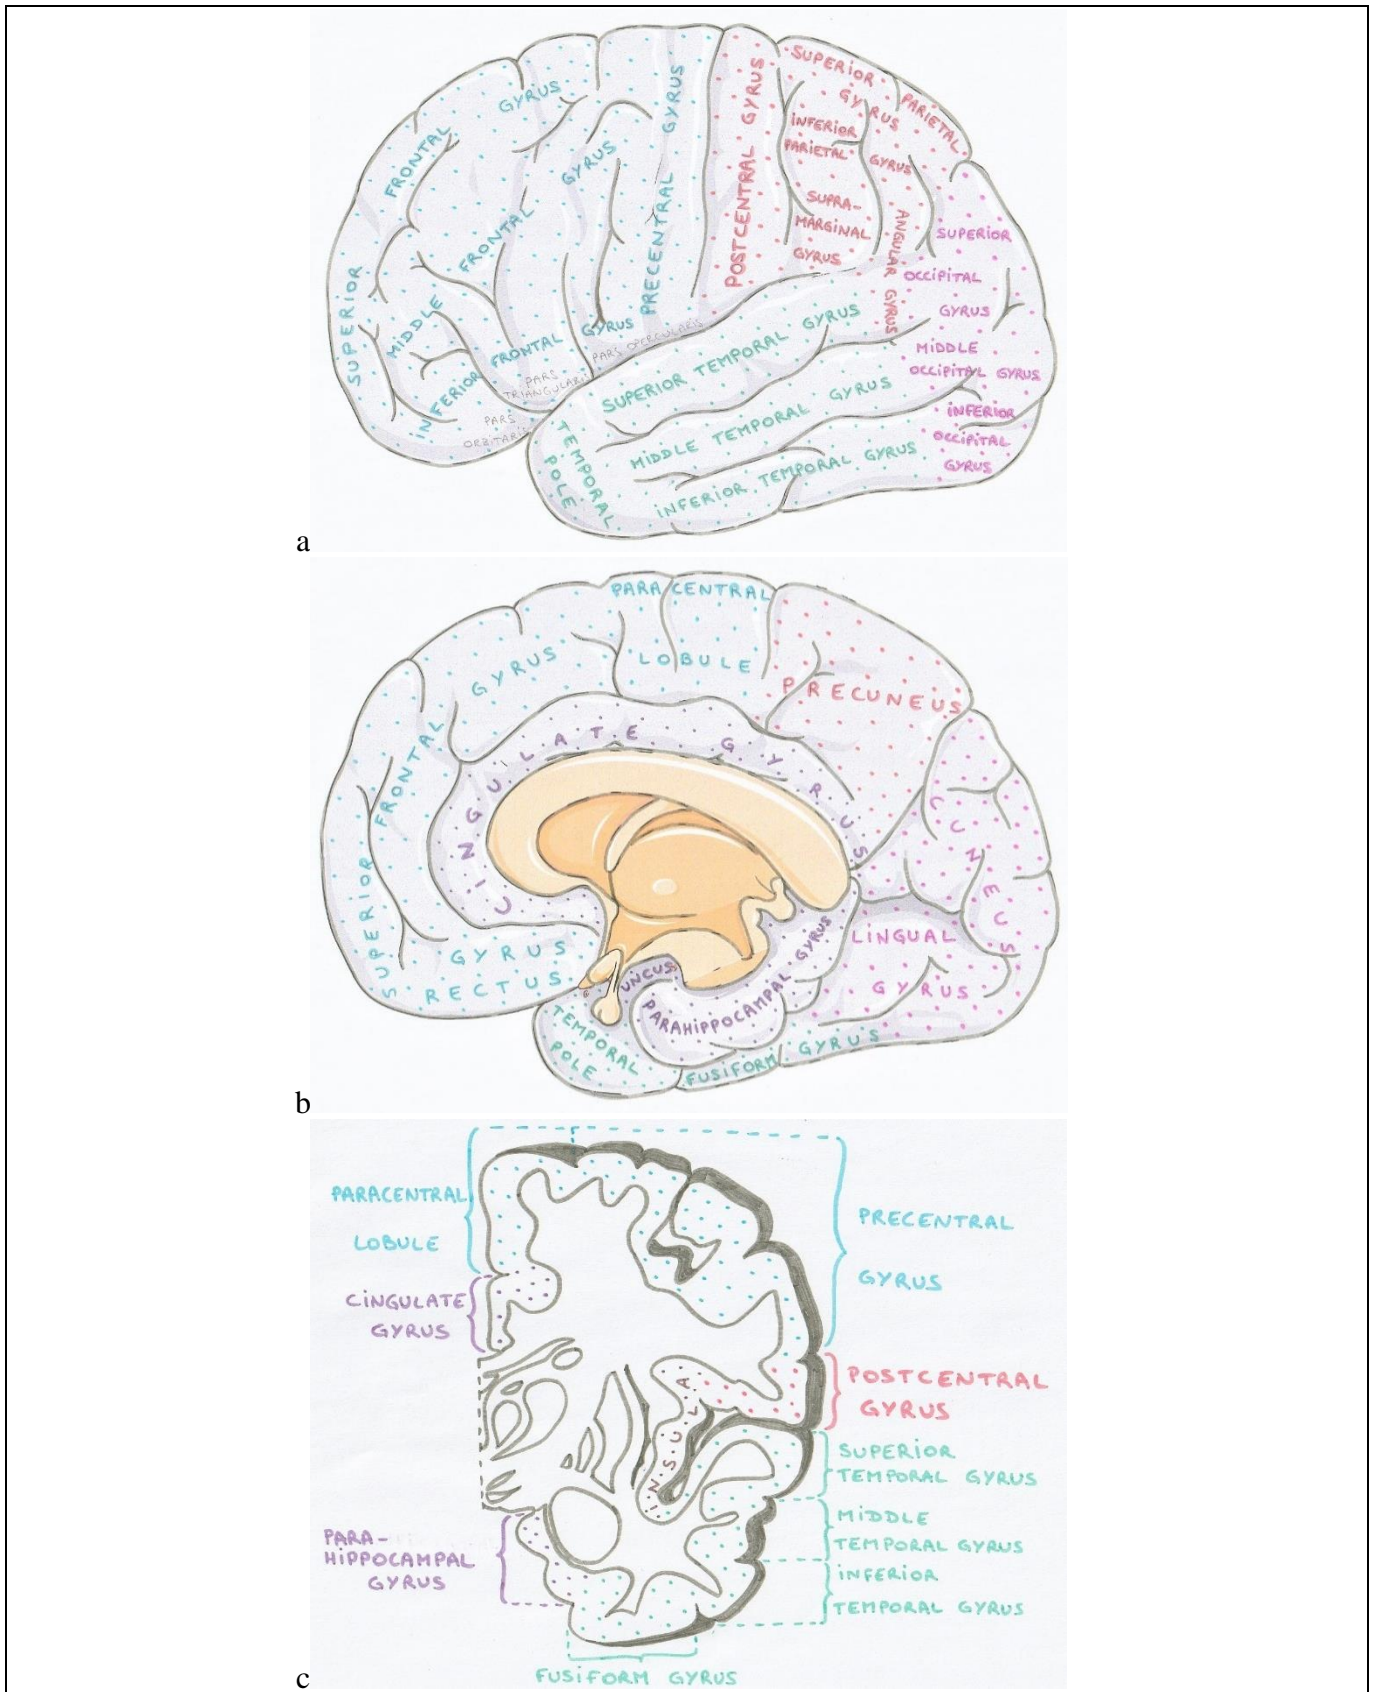 SUPERIOR FRONTAL GYRUS
MIDDLE FRONTAL GYRUS
INFERIOR FRONTAL GYRUS
PARS ORBITARIS
PARS TRIANGULARIS
PARS OPERCULARIS
PRECENTRAL GYRUS
POSTCENTRAL GYRUS
SUPERIOR PARIETAL
GYRUS
INFERIOR
PARIETAL GYRUS
SUPRA-
MARGINAL
GYRUS
ANGULAR GYRUS
SUPERIOR
OCCIPITAL
GYRUS
MIDDLE
OCCIPITAL GYRUS
INFERIOR
OCCIPITAL
GYRUS
SUPERIOR TEMPORAL GYRUS
MIDDLE TEMPORAL GYRUS
INFERIOR TEMPORAL GYRUS
TEMPORAL
POLE
a
PARACENTRAL
LOBULE
SUPERIOR FRONTAL GYRUS
PRECUNEUS
CINGULATE GYRUS
GYRUS
RECTUS
UNCUS
PARAHIPPOCAMPAL GYRUS
LINGUAL
GYRUS
TEMPORAL
POLE
FUSIFORM GYRUS
b
PARACENTRAL
LOBULE
PRECENTRAL
GYRUS
CINGULATE
GYRUS
POSTCENTRAL
GYRUS
INSULA
SUPERIOR
TEMPORAL GYRUS
MIDDLE
TEMPORAL GYRUS
PARA-
HIPPOCAMPAL
GYRUS
INFERIOR
TEMPORAL GYRUS
FUSIFORM GYRUS
c